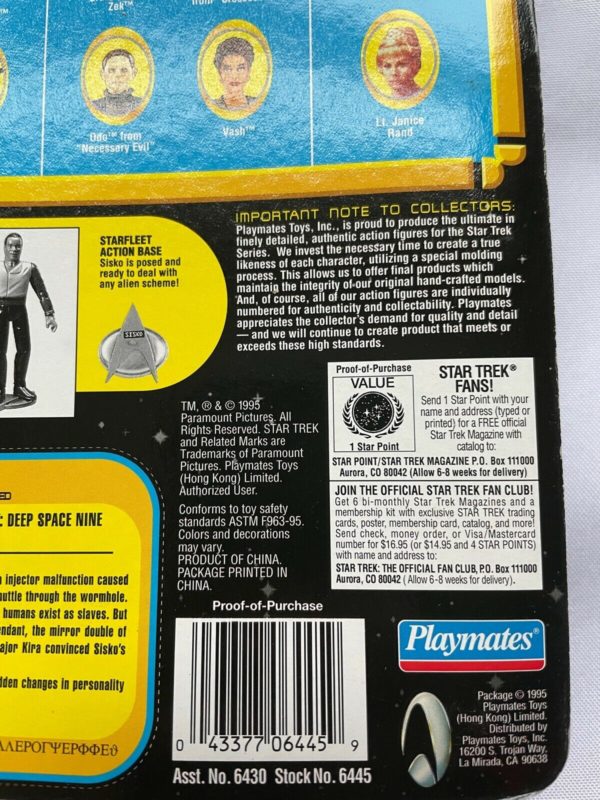 Zek™
Odo™ from
"Necessary Evil"
Vash™
Lt. Janice
Rand
STARFLEET
ACTION BASE
Sisko is posed and
ready to deal with
any alien scheme!
SISKO
IMPORTANT NOTE TO COLLECTORS:
Playmates Toys, Inc., is proud to produce the ultimate in
finely detailed, authentic action figures for the Star Trek
Series. We invest the necessary time to create a true
likeness of each character, utilizing a special molding
process. This allows us to offer final products which
maintain the integrity of our original hand-crafted models.
And, of course, all of our action figures are individually
numbered for authenticity and collectability. Playmates
appreciates the collector's demand for quality and detail
— and we will continue to create product that meets or
exceeds these high standards.
TM, ® & © 1995
Paramount Pictures. All
Rights Reserved. STAR TREK
and Related Marks are
Trademarks of Paramount
Pictures. Playmates Toys
(Hong Kong) Limited.
Authorized User.
Conforms to toy safety
standards ASTM F963-95.
Colors and decorations
may vary.
PRODUCT OF CHINA.
PACKAGE PRINTED IN
CHINA.
Proof-of-Purchase
VALUE
1 Star Point
STAR TREK®
FANS!
Send 1 Star Point with your
name and address (typed or
printed) for a FREE official
Star Trek Magazine with
catalog to:
STAR POINT/STAR TREK MAGAZINE P.O. Box 111000
Aurora, CO 80042 (Allow 6-8 weeks for delivery)
JOIN THE OFFICIAL STAR TREK FAN CLUB!
Get 6 bi-monthly Star Trek Magazines and a
membership kit with exclusive STAR TREK trading
cards, poster, membership card, catalog, and more!
Send check, money order, or Visa/Mastercard
number for $16.95 (or $14.95 and 4 STAR POINTS)
with name and address to:
STAR TREK: THE OFFICIAL FAN CLUB, P.O. Box 111000
Aurora, CO 80042 (Allow 6-8 weeks for delivery).
: DEEP SPACE NINE
injector malfunction caused
uttle through the wormhole.
humans exist as slaves. But
endant, the mirror double of
ajor Kira convinced Sisko's
dden changes in personality
Proof-of-Purchase
0 43377 06445 9
Asst. No. 6430 Stock No. 6445
Playmates®
Package © 1995
Playmates Toys
(Hong Kong) Limited.
Distributed by
Playmates Toys, Inc.
16200 S. Trojan Way.
La Mirada, CA 90638